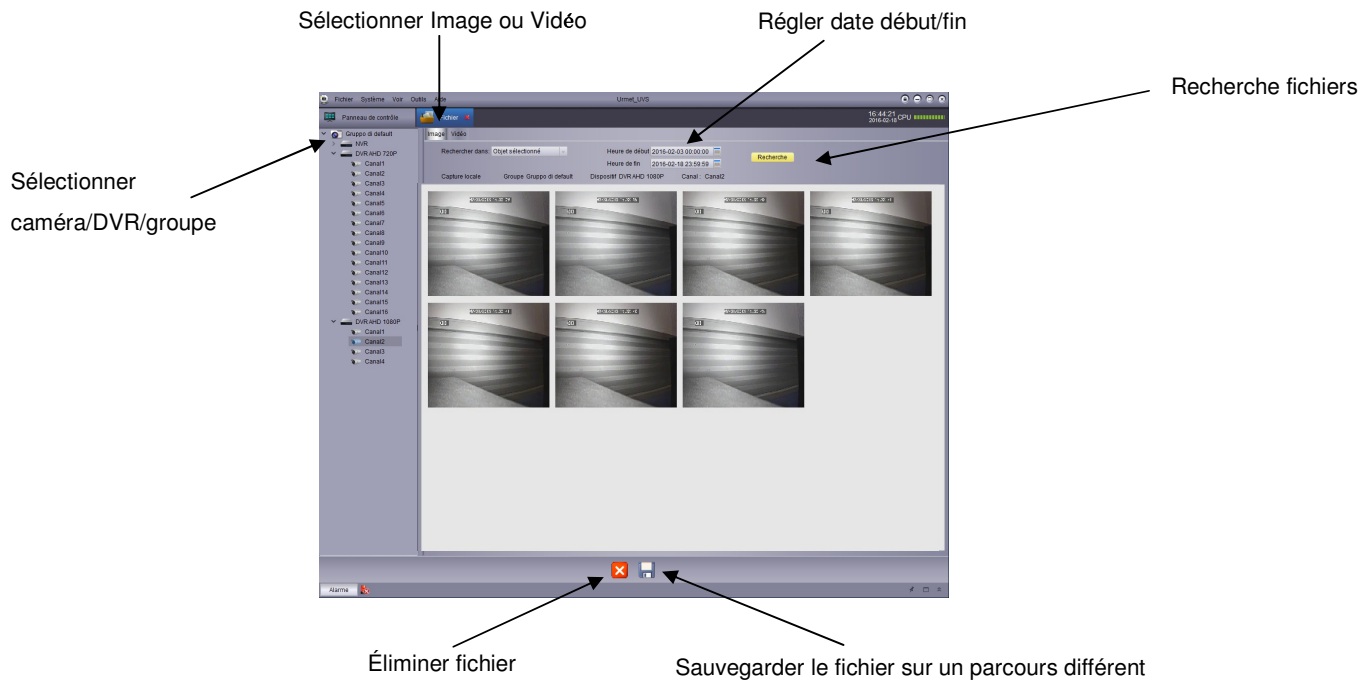 Sélectionner Image ou Vidéo
Régler date début/fin
Recherche fichiers
Sélectionner
caméra/DVR/groupe
Fichier Système Voir Outils Aide
Urmet_UVS
Panneau de contrôle
Fichier
16:44:21
2016-02-18
CPU
Gruppo di default
NVR
DVR AHD 720P
Canal1
Canal2
Canal3
Canal4
Canal5
Canal6
Canal7
Canal8
Canal9
Canal10
Canal11
Canal12
Canal13
Canal14
Canal15
Canal16
DVR AHD 1080P
Canal1
Canal2
Canal3
Canal4
Image Vidéo
Rechercher dans: Objet sélectionné
Heure de début 2016-02-03 00:00:00
Heure de fin 2016-02-18 23:59:59
Recherche
Capture locale Groupe Gruppo di default Dispositif DVR AHD 1080P Canal : Canal2
Alarme
Éliminer fichier
Sauvegarder le fichier sur un parcours différent